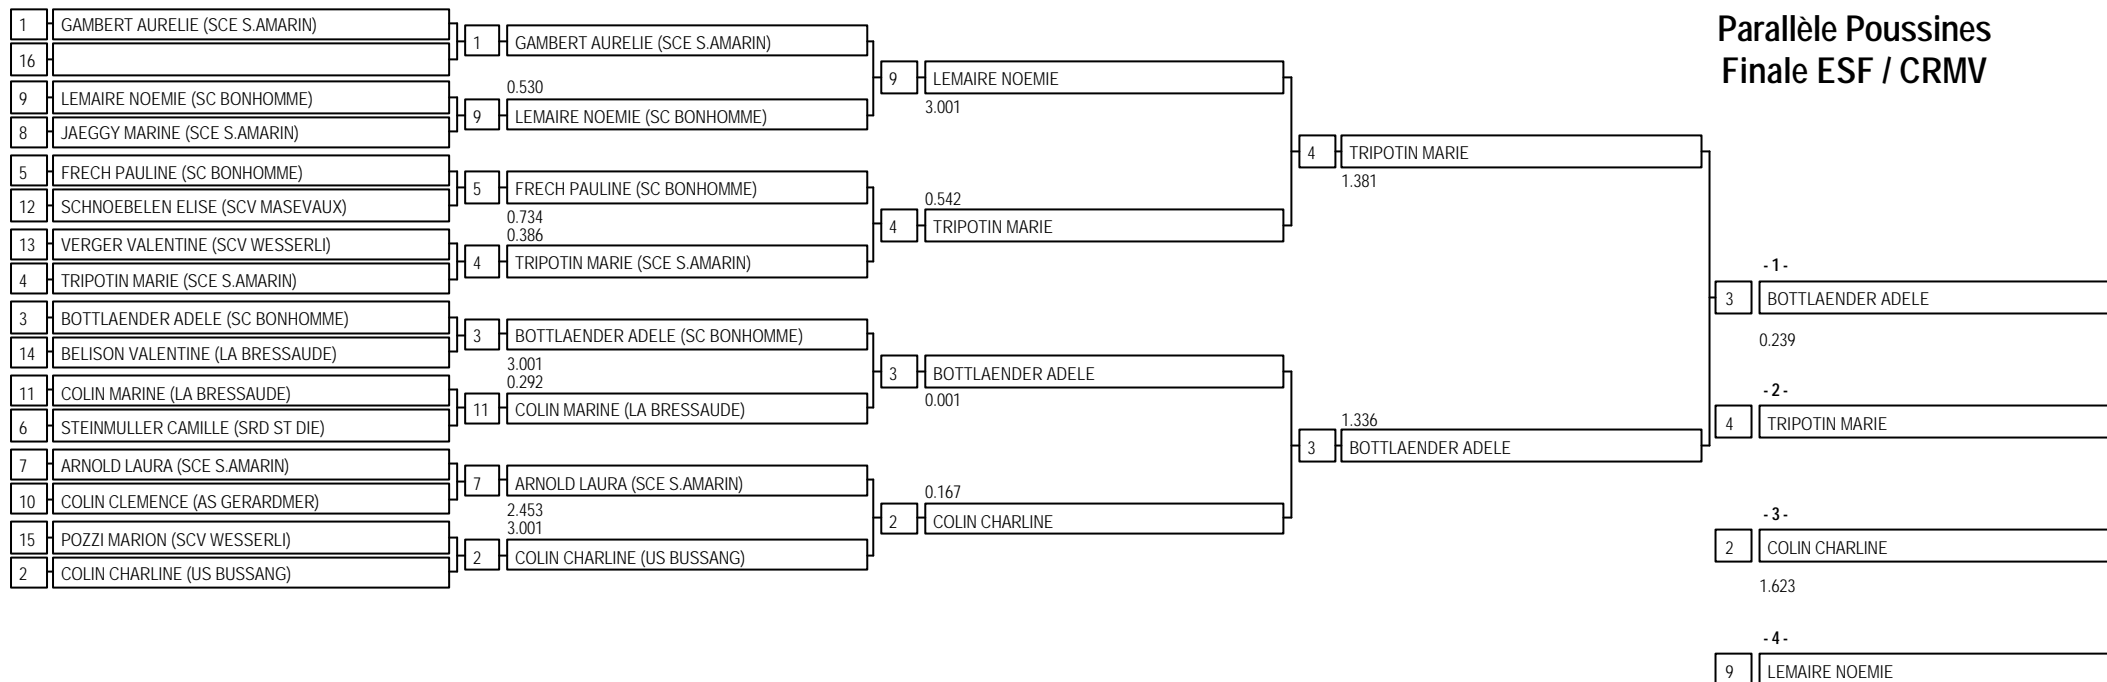 Parallèle Poussines
Finale ESF / CRMV
1 GAMBERT AURELIE (SCE S.AMARIN)
16
9 LEMAIRE NOEMIE (SC BONHOMME)
8 JAEGGY MARINE (SCE S.AMARIN)
5 FRECH PAULINE (SC BONHOMME)
12 SCHNOEBELEN ELISE (SCV MASEVAUX)
13 VERGER VALENTINE (SCV WESSERLI)
4 TRIPOTIN MARIE (SCE S.AMARIN)
3 BOTTLAENDER ADELE (SC BONHOMME)
14 BELISON VALENTINE (LA BRESSAUDE)
11 COLIN MARINE (LA BRESSAUDE)
6 STEINMULLER CAMILLE (SRD ST DIE)
7 ARNOLD LAURA (SCE S.AMARIN)
10 COLIN CLEMENCE (AS GERARDMER)
15 POZZI MARION (SCV WESSERLI)
2 COLIN CHARLINE (US BUSSANG)
1 GAMBERT AURELIE (SCE S.AMARIN)
0.530
9 LEMAIRE NOEMIE (SC BONHOMME)
5 FRECH PAULINE (SC BONHOMME)
0.734
0.386
4 TRIPOTIN MARIE (SCE S.AMARIN)
3 BOTTLAENDER ADELE (SC BONHOMME)
3.001
0.292
11 COLIN MARINE (LA BRESSAUDE)
7 ARNOLD LAURA (SCE S.AMARIN)
2.453
3.001
2 COLIN CHARLINE (US BUSSANG)
9 LEMAIRE NOEMIE
3.001
0.542
4 TRIPOTIN MARIE
3 BOTTLAENDER ADELE
0.001
0.167
2 COLIN CHARLINE
4 TRIPOTIN MARIE
1.381
1.336
3 BOTTLAENDER ADELE
- 1 -
3 BOTTLAENDER ADELE
0.239
- 2 -
4 TRIPOTIN MARIE
- 3 -
2 COLIN CHARLINE
1.623
- 4 -
9 LEMAIRE NOEMIE